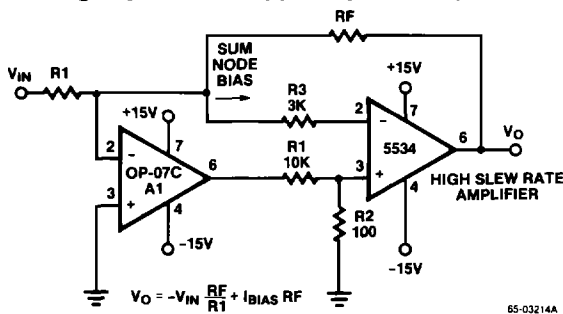 RF
SUM
NODE
BIAS
VIN R1
+15V
R3
3K
+15V
2 7
2 7
OP-07C
A1
6
R1
10K
5534
6 VO
3 4
3 4
R2
100
HIGH SLEW RATE
AMPLIFIER
-15V
-15V
VO = -VIN RF/R1 + IBIAS RF
65-03214A